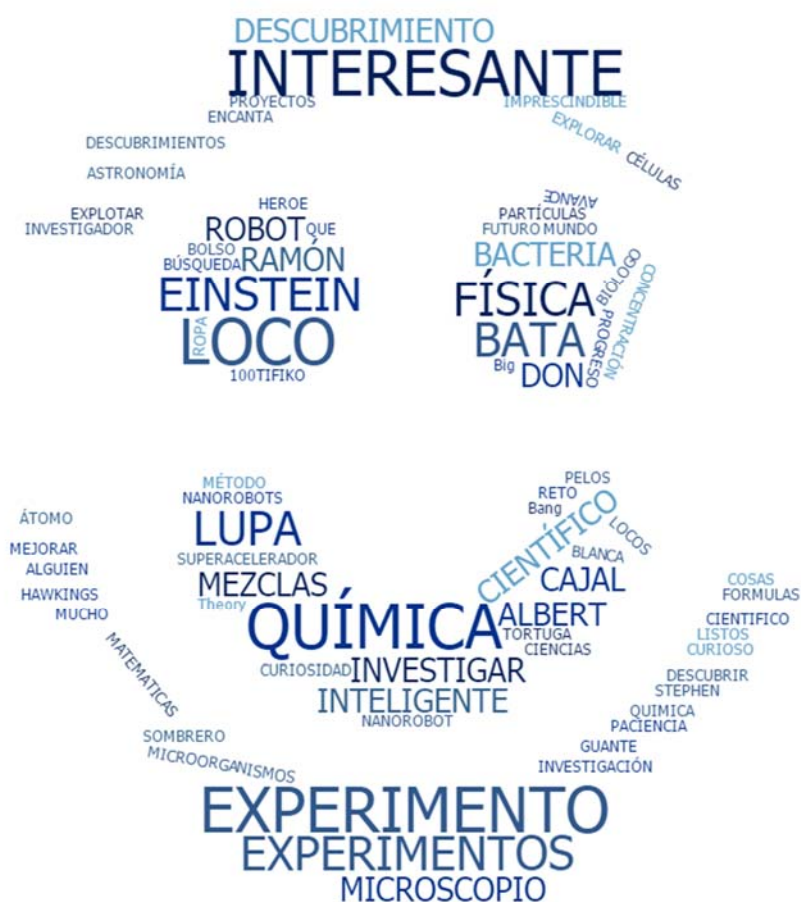 DESCUBRIMIENTO
INTERESANTE
PROYECTOS
IMPRESCINDIBLE
ENCANTA
EXPLORAR
DESCUBRIMIENTOS
CÉLULAS
ASTRONOMÍA
HEROE
AVANCE
EXPLOTAR
PARTÍCULAS
INVESTIGADOR
ROBOT
QUE
FUTURO MUNDO
BOLSO
BÚSQUEDA
RAMÓN
BACTERIA
BIÓLOGO
CONCENTRACIÓN
EINSTEIN
FÍSICA
PROGRESO
LOCO
ROPA
BATA
100TIFIKO
Big
DON
MÉTODO
PELOS
NANOROBOTS
RETO
Bang
ÁTOMO
LUPA
CIENTÍFICO
LOCOS
MEJORAR
SUPERACELERADOR
BLANCA
ALGUIEN
MEZCLAS
CAJAL
COSAS
HAWKINGS
Theory
FORMULAS
MUCHO
QUÍMICA
ALBERT
CIENTIFICO
TORTUGA
LISTOS
CIENCIAS
CURIOSO
MATEMATICAS
CURIOSIDAD
INVESTIGAR
DESCUBRIR
STEPHEN
INTELIGENTE
QUIMICA
NANOROBOT
PACIENCIA
SOMBRERO
GUANTE
MICROORGANISMOS
INVESTIGACIÓN
EXPERIMENTO
EXPERIMENTOS
MICROSCOPIO